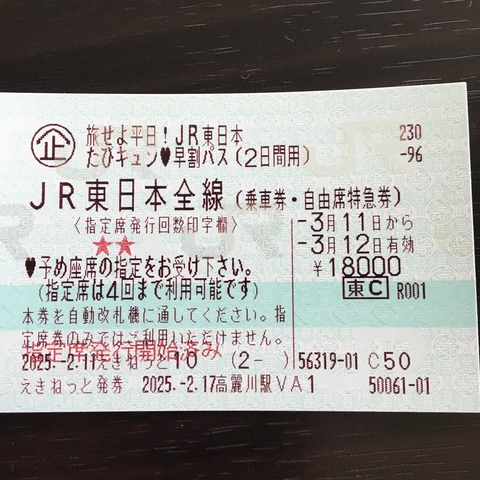 企 旅せよ平日！JR東日本 230
たびキュン♥早割パス(2日間用) -96
JR東日本全線(乗車券・自由席特急券)
〈指定席発行回数印字欄〉 -3月11日から
★★ -3月12日有効
♥予め座席の指定をお受け下さい。 ￥18000
(指定席は4回まで利用可能です) 東C R001
本券を自動改札機に通してください。指
定席券のみではご利用いただけません。
指定席発行開始済み
2025.-2.11えきねっと10 (2-) 56319-01 C50
えきねっと発券 2025.-2.17高麗川駅VA1 50061-01